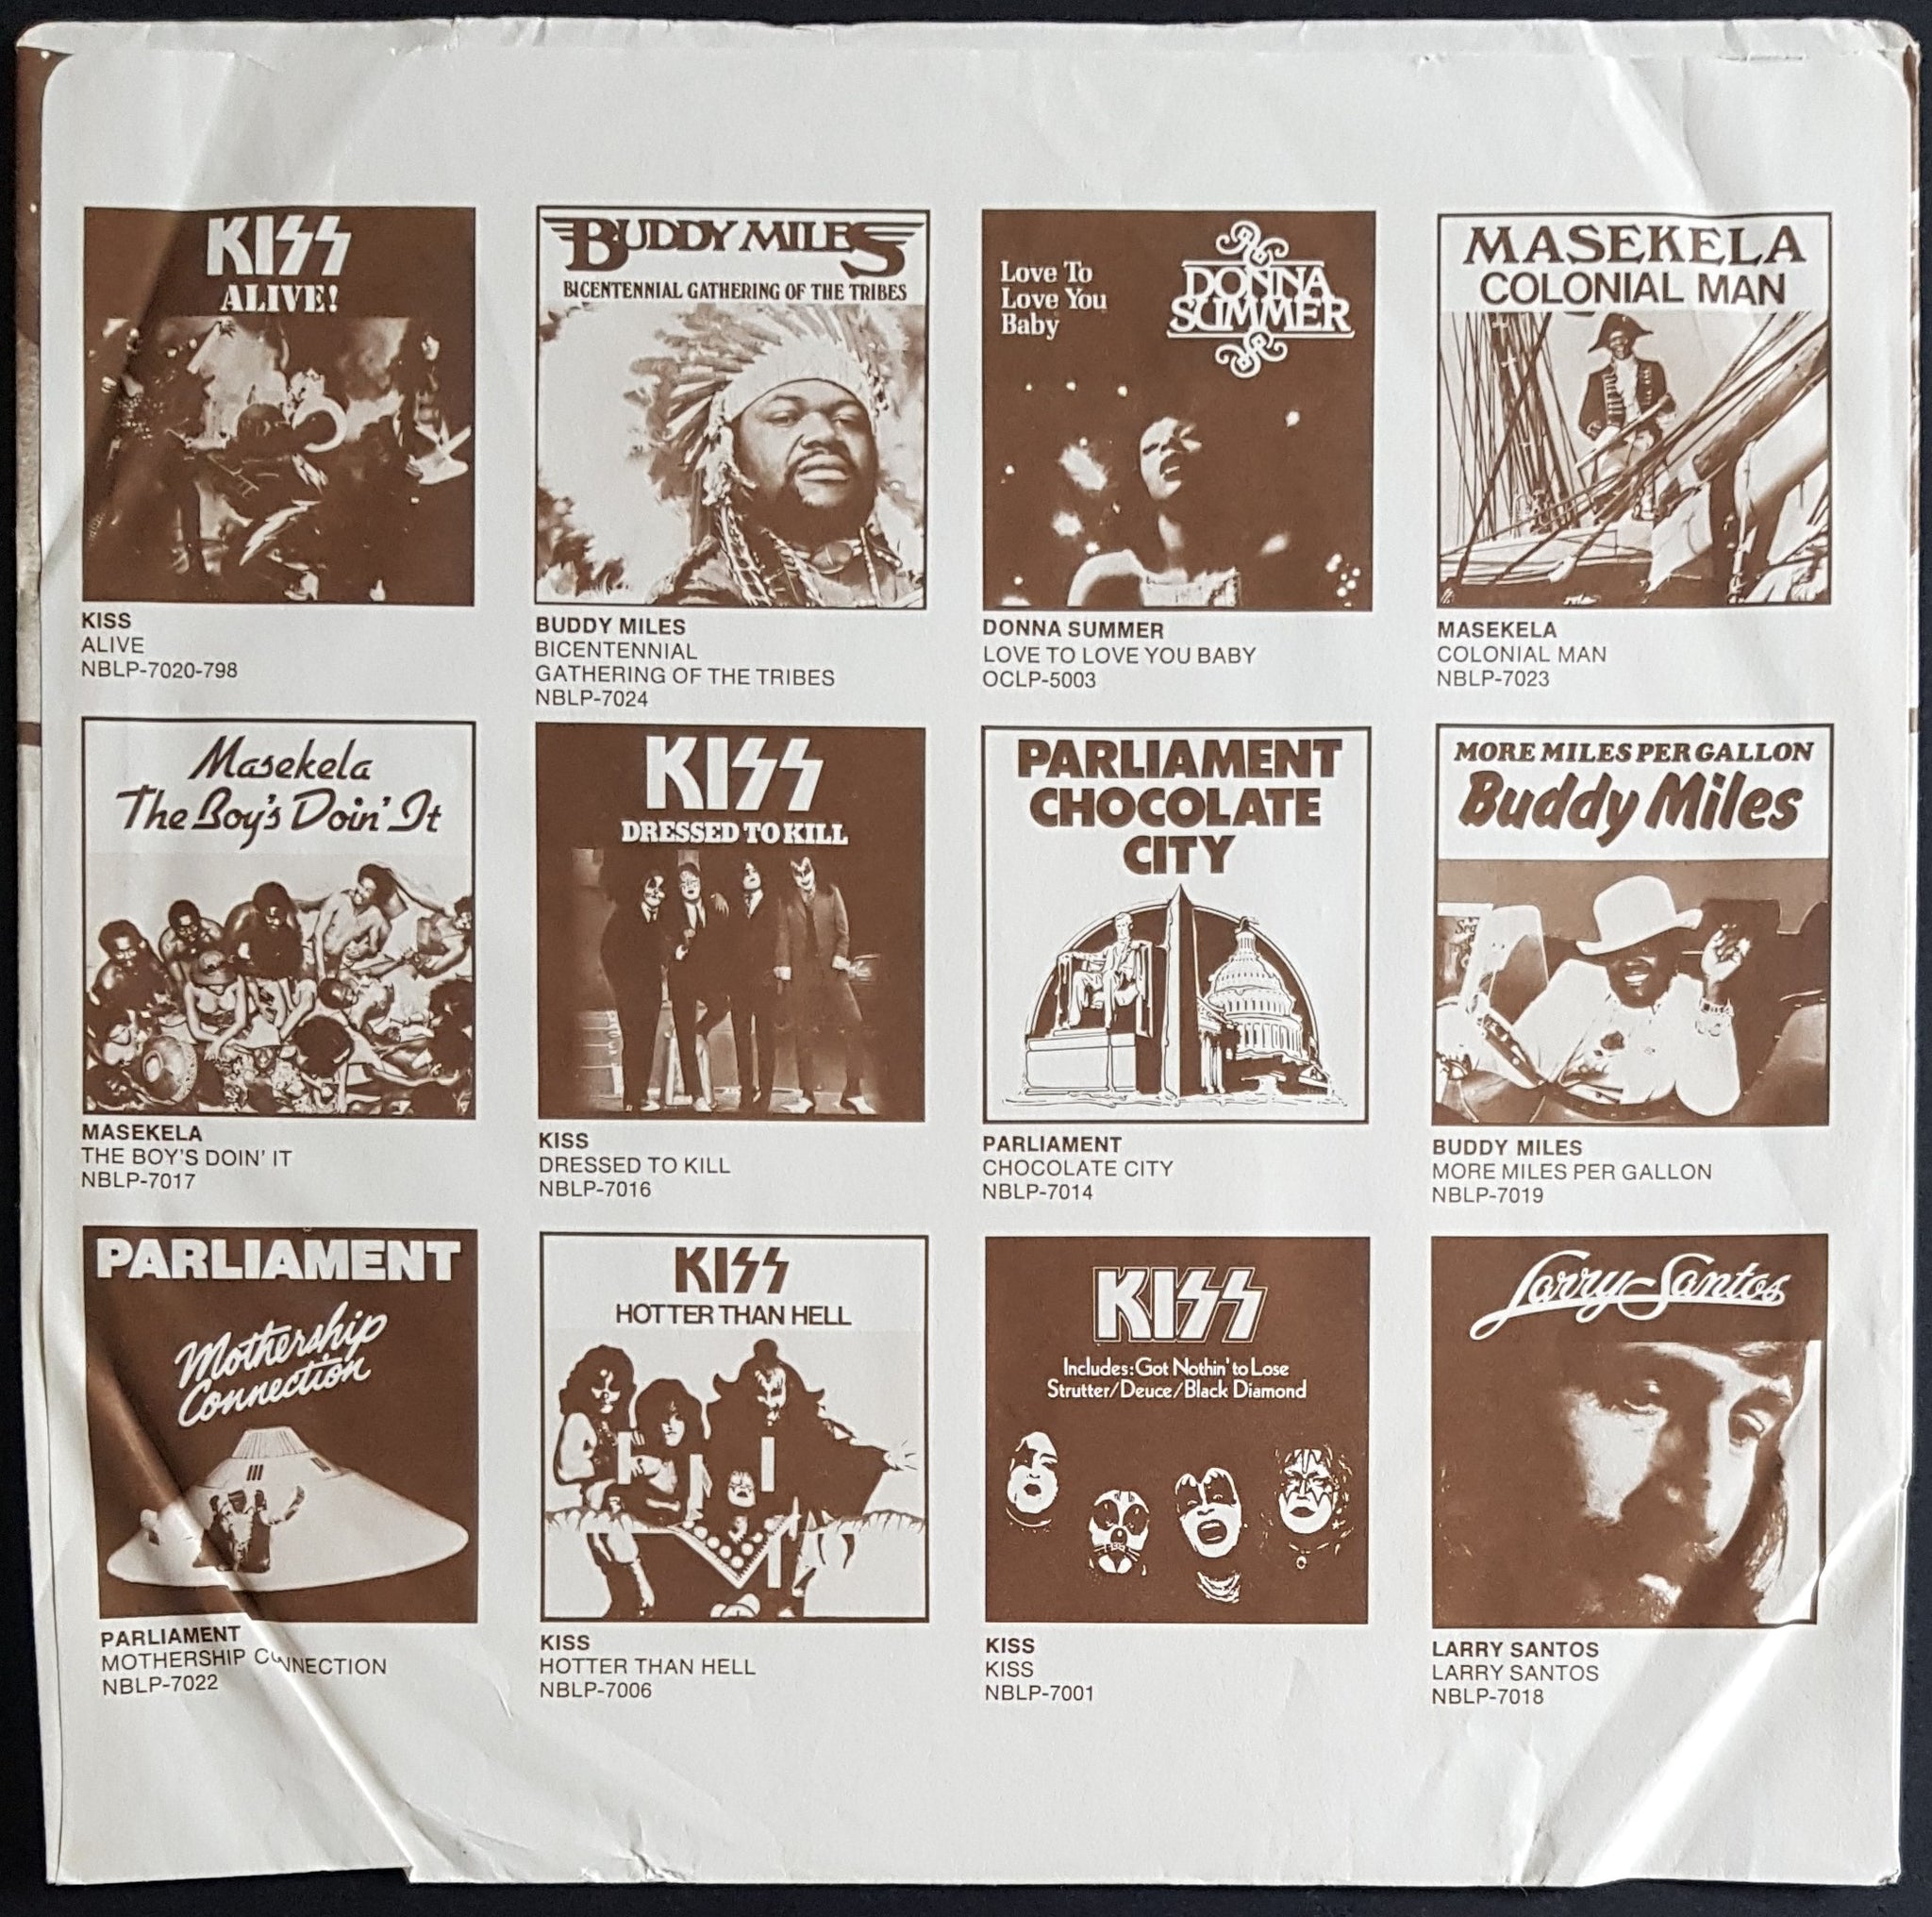 KISS
ALIVE!
KISS
ALIVE
NBLP-7020-798
BUDDY MILES
BICENTENNIAL GATHERING OF THE TRIBES
BUDDY MILES
BICENTENNIAL
GATHERING OF THE TRIBES
NBLP-7024
Love To
Love You
Baby
DONNA
SUMMER
DONNA SUMMER
LOVE TO LOVE YOU BABY
OCLP-5003
MASEKELA
COLONIAL MAN
MASEKELA
COLONIAL MAN
NBLP-7023
Masekela
The Boy's Doin' It
MASEKELA
THE BOY'S DOIN' IT
NBLP-7017
KISS
DRESSED TO KILL
KISS
DRESSED TO KILL
NBLP-7016
PARLIAMENT
CHOCOLATE
CITY
PARLIAMENT
CHOCOLATE CITY
NBLP-7014
MORE MILES PER GALLON
Buddy Miles
BUDDY MILES
MORE MILES PER GALLON
NBLP-7019
PARLIAMENT
Mothership
Connection
PARLIAMENT
MOTHERSHIP CONNECTION
NBLP-7022
KISS
HOTTER THAN HELL
KISS
HOTTER THAN HELL
NBLP-7006
KISS
Includes: Got Nothin' to Lose
Strutter/Deuce/Black Diamond
KISS
KISS
NBLP-7001
Larry Santos
LARRY SANTOS
LARRY SANTOS
NBLP-7018